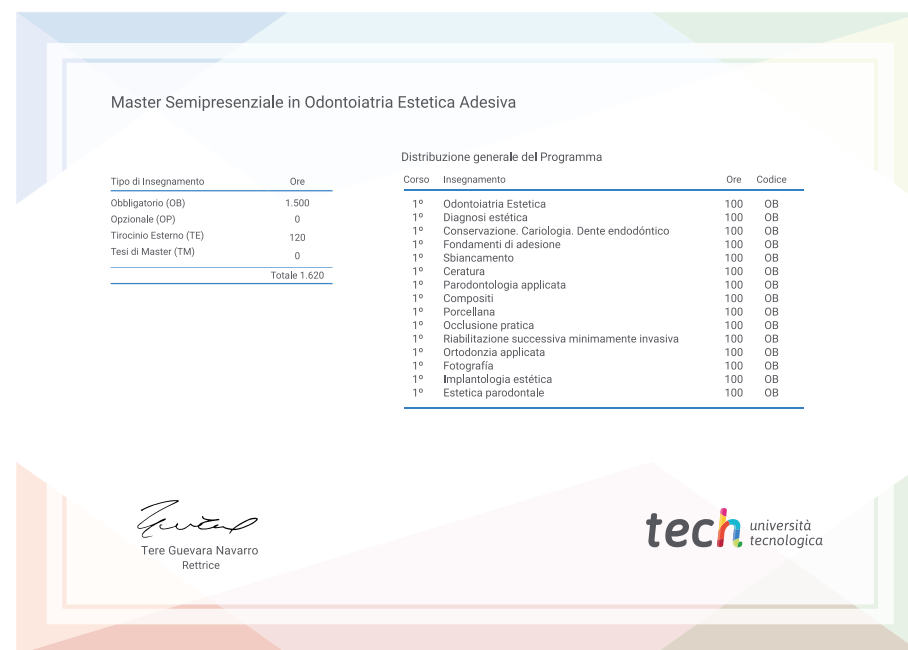 Master Semipresenziale in Odontoiatria Estetica Adesiva
Tipo di Insegnamento Ore
Obbligatorio (OB) 1.500
Opzionale (OP) 0
Tirocinio Esterno (TE) 120
Tesi di Master (TM) 0
Totale 1.620
Distribuzione generale del Programma
Corso Insegnamento Ore Codice
1º Odontoiatria Estetica 100 OB
1º Diagnosi estética 100 OB
1º Conservazione. Cariologia. Dente endodóntico 100 OB
1º Fondamenti di adesione 100 OB
1º Sbiancamento 100 OB
1º Ceratura 100 OB
1º Parodontologia applicata 100 OB
1º Compositi 100 OB
1º Porcellana 100 OB
1º Occlusione pratica 100 OB
1º Riabilitazione successiva minimamente invasiva 100 OB
1º Ortodonzia applicata 100 OB
1º Fotografía 100 OB
1º Implantologia estética 100 OB
1º Estetica parodontale 100 OB
Tere Guevara Navarro
Rettrice
tech università
tecnologica